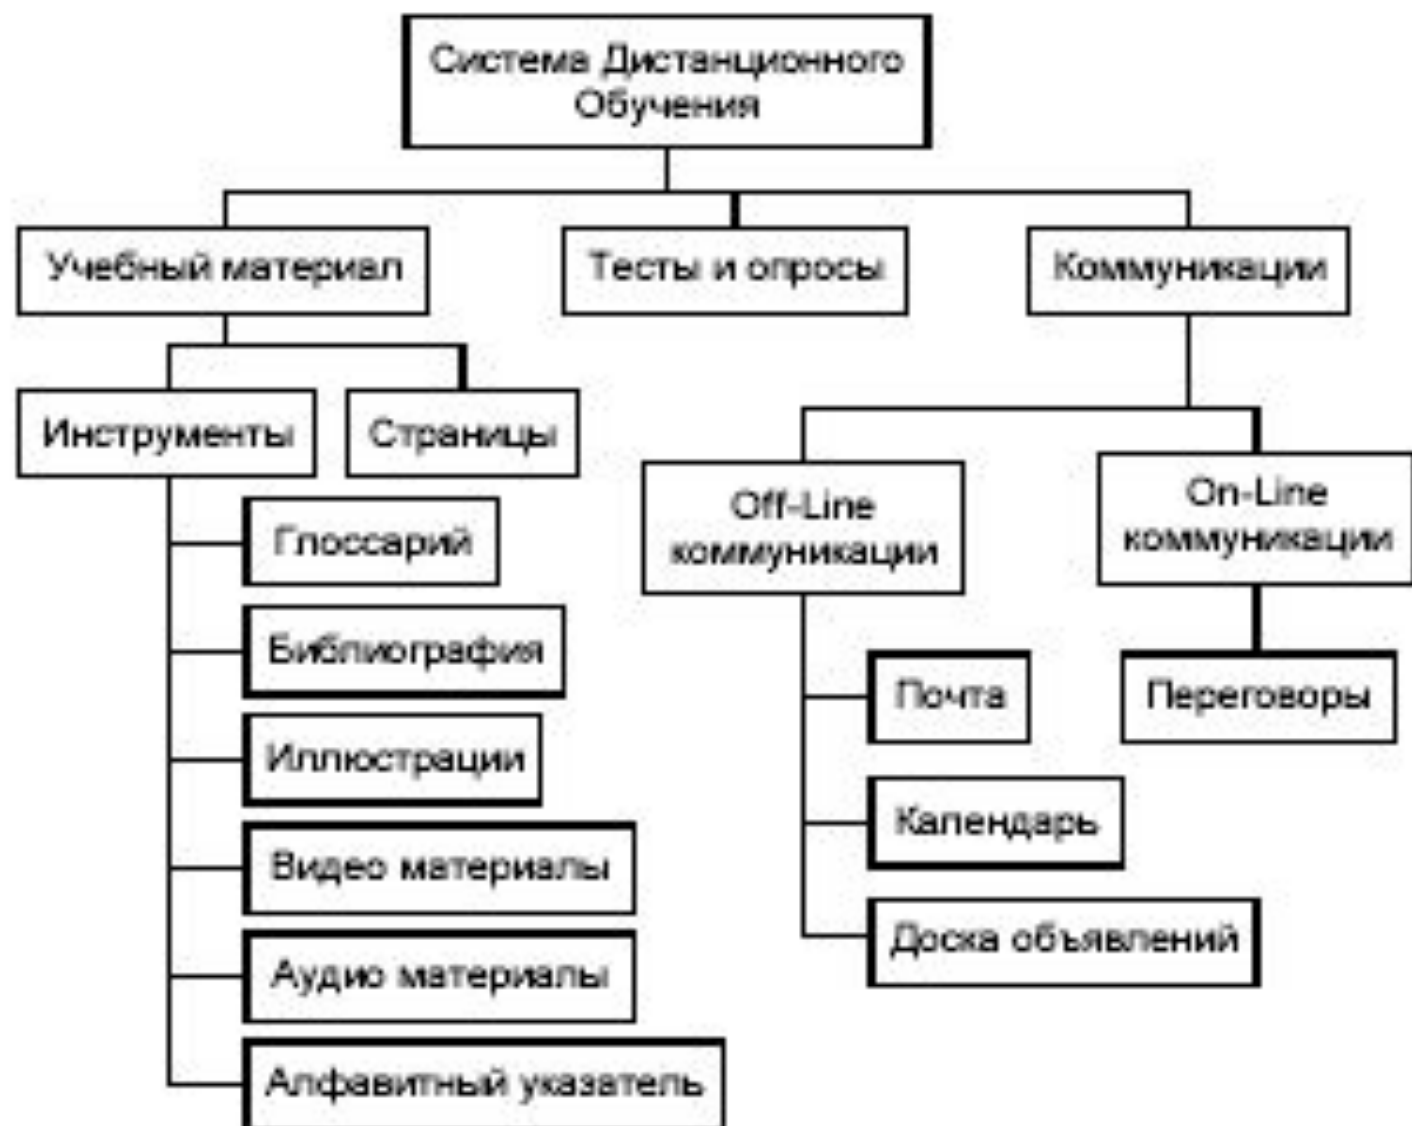 Система Дистанционного
Обучения
Учебный материал
Тесты и опросы
Коммуникации
Инструменты
Страницы
Off-Line
коммуникации
On-Line
коммуникации
Глоссарий
Библиография
Иллюстрации
Видео материалы
Аудио материалы
Алфавитный указатель
Почта
Календарь
Доска объявлений
Переговоры